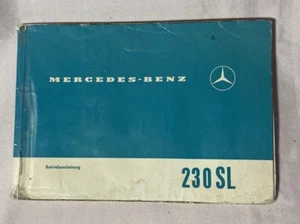 MERCEDES-BENZ
Betriebsanleitung
230 SL